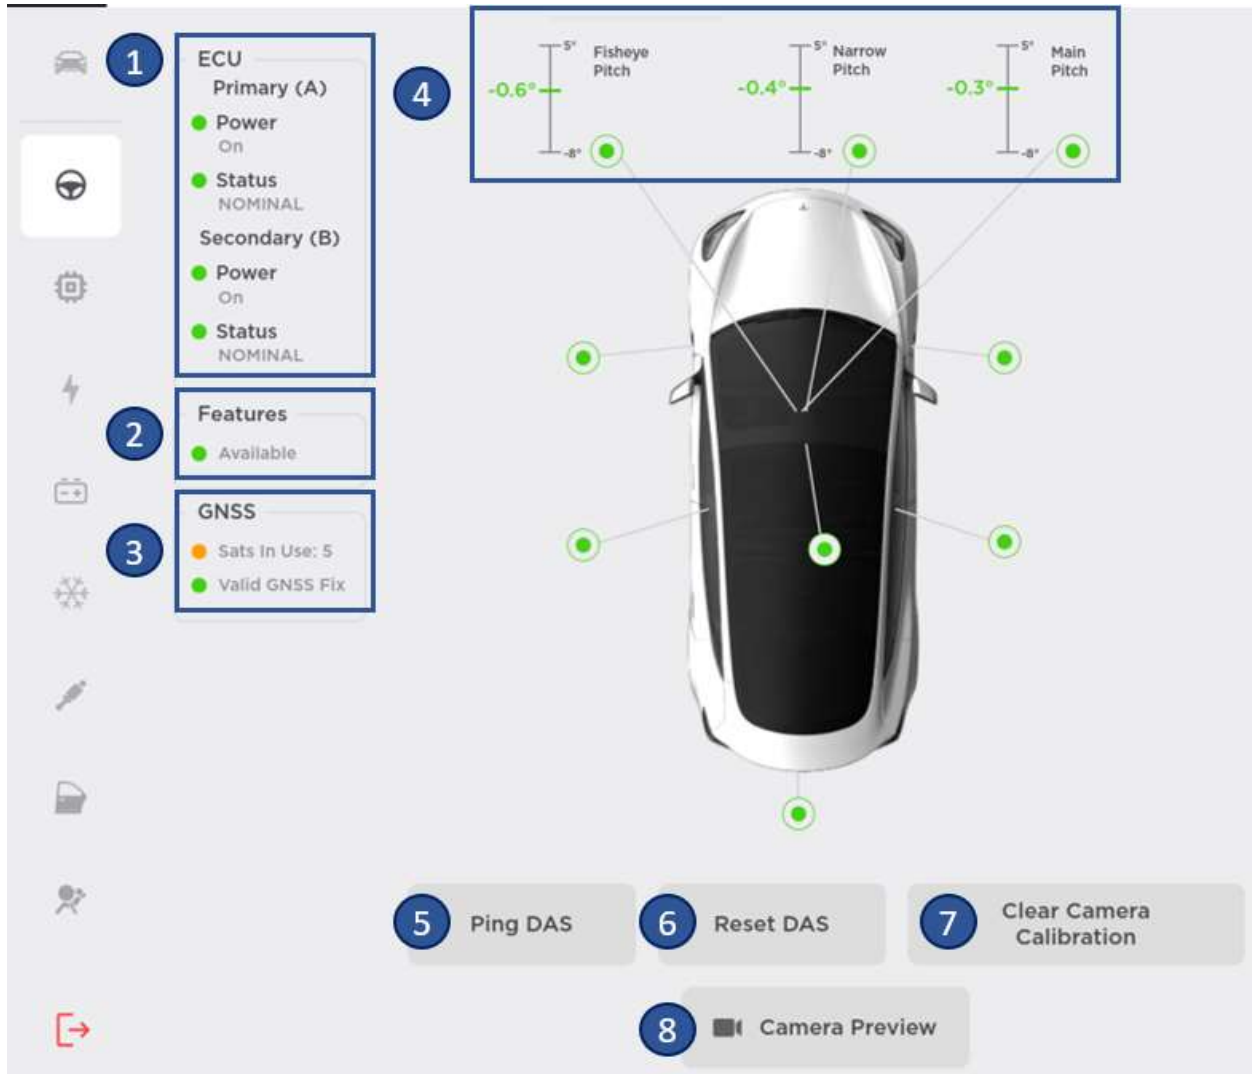 1
ECU
Primary (A)
Power
On
Status
NOMINAL
Secondary (B)
Power
On
Status
NOMINAL
2
Features
Available
3
GNSS
Sats In Use: 5
Valid GNSS Fix
4
5°
Fisheye
Pitch
-0.6°
-8°
5°
Narrow
Pitch
-0.4°
-8°
5°
Main
Pitch
-0.3°
-8°
5
Ping DAS
6
Reset DAS
7
Clear Camera
Calibration
8
Camera Preview